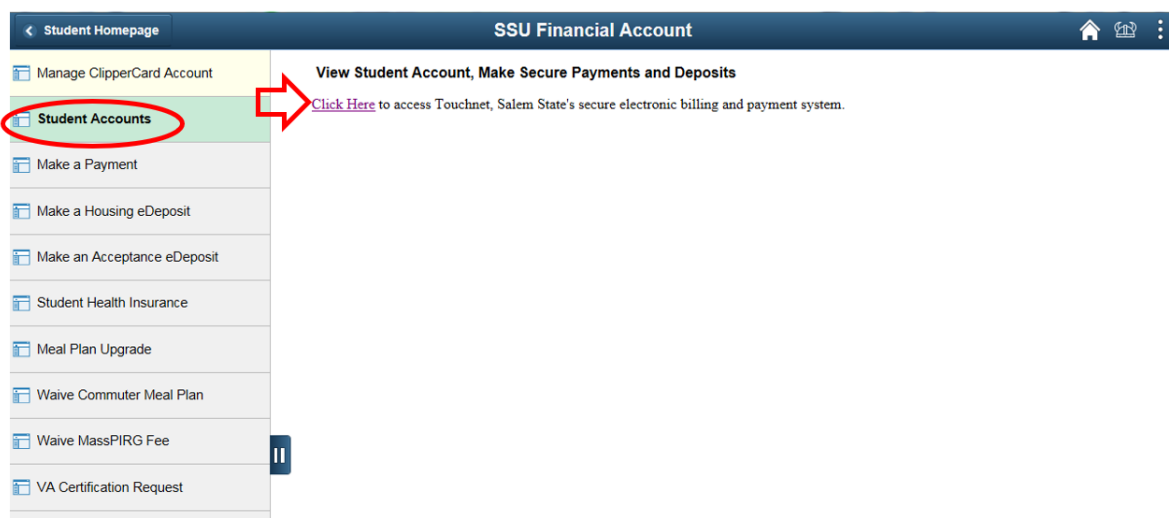 Student Homepage
SSU Financial Account
Manage ClipperCard Account
Student Accounts
Make a Payment
Make a Housing eDeposit
Make an Acceptance eDeposit
Student Health Insurance
Meal Plan Upgrade
Waive Commuter Meal Plan
Waive MassPIRG Fee
VA Certification Request
View Student Account, Make Secure Payments and Deposits
Click Here to access Touchnet, Salem State's secure electronic billing and payment system.